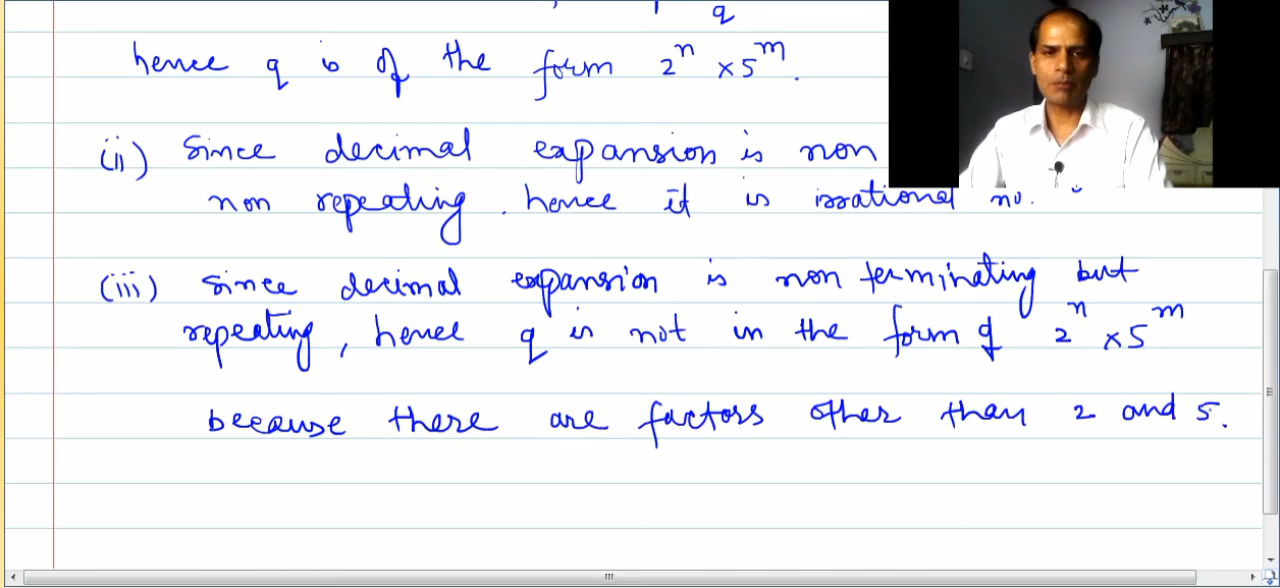 q
hence q is of the form 2ⁿ × 5ᵐ.
(ii) Since decimal expansion is non
non repeating. hence it is irrational no.
(iii) Since decimal expansion is non terminating but
repeating, hence q is not in the form of 2ⁿ × 5ᵐ
because there are factors other than 2 and 5.